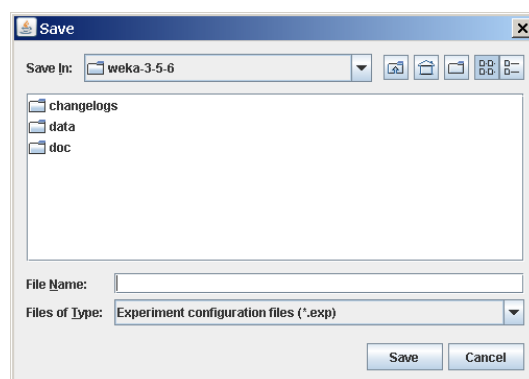 Save
Save In: weka-3-5-6
changelogs
data
doc
File Name:
Files of Type: Experiment configuration files (*.exp)
Save Cancel